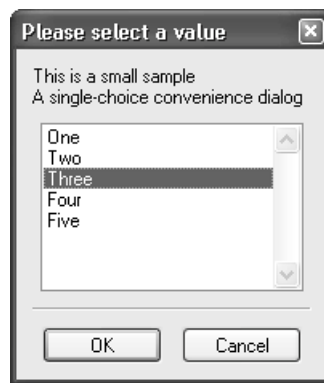 Please select a value
This is a small sample
A single-choice convenience dialog
One
Two
Three
Four
Five
OK
Cancel